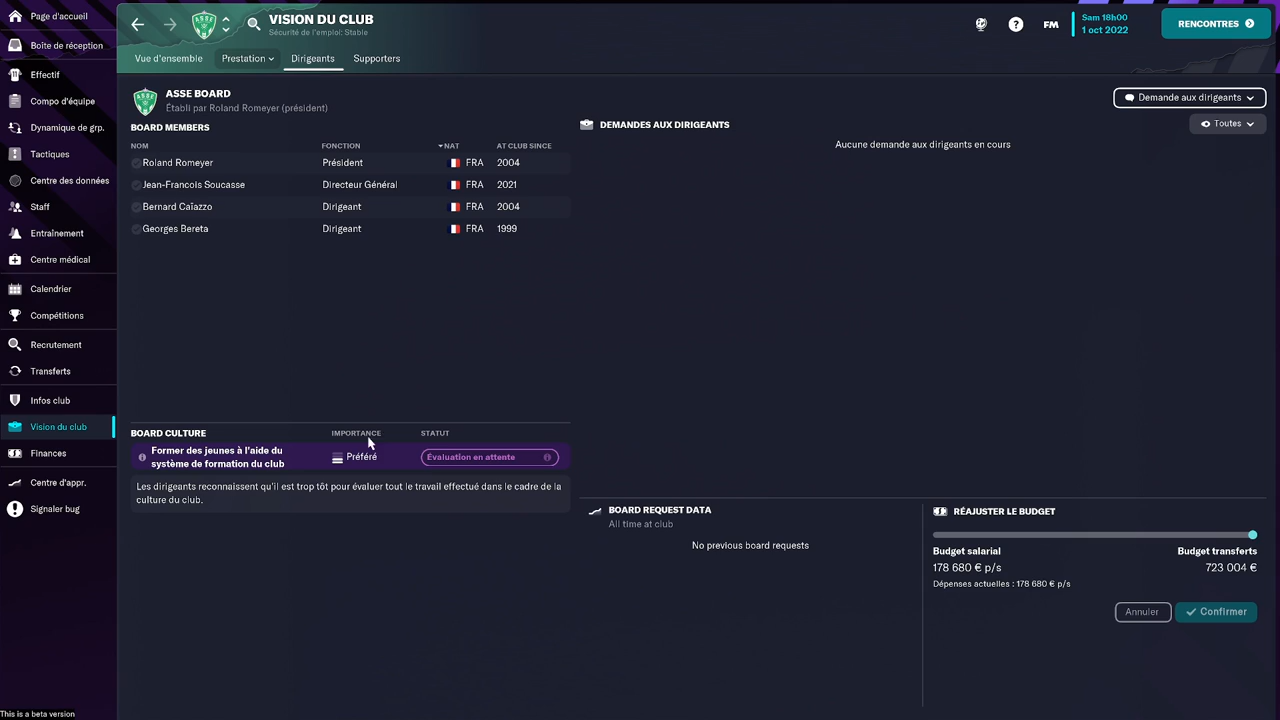 Page d'accueil
Boîte de réception
Effectif
Compo d'équipe
Dynamique de grp.
Tactiques
Centre des données
Staff
Entraînement
Centre médical
Calendrier
Compétitions
Recrutement
Transferts
Infos club
Vision du club
Finances
Centre d'appr.
Signaler bug
This is a beta version
ASSE
VISION DU CLUB
Sécurité de l'emploi: Stable
FM
Sam 18h00
1 oct 2022
RENCONTRES
Vue d'ensemble Prestation Dirigeants Supporters
ASSE BOARD
Établi par Roland Romeyer (président)
Demande aux dirigeants
BOARD MEMBERS
NOM FONCTION NAT AT CLUB SINCE
Roland Romeyer Président FRA 2004
Jean-Francois Soucasse Directeur Général FRA 2021
Bernard Caïazzo Dirigeant FRA 2004
Georges Bereta Dirigeant FRA 1999
DEMANDES AUX DIRIGEANTS
Toutes
Aucune demande aux dirigeants en cours
BOARD CULTURE IMPORTANCE STATUT
Former des jeunes à l'aide du
système de formation du club
Préféré
Évaluation en attente
Les dirigeants reconnaissent qu'il est trop tôt pour évaluer tout le travail effectué dans le cadre de la
culture du club.
BOARD REQUEST DATA
All time at club
No previous board requests
RÉAJUSTER LE BUDGET
Budget salarial Budget transferts
178 680 € p/s 723 004 €
Dépenses actuelles : 178 680 € p/s
Annuler Confirmer